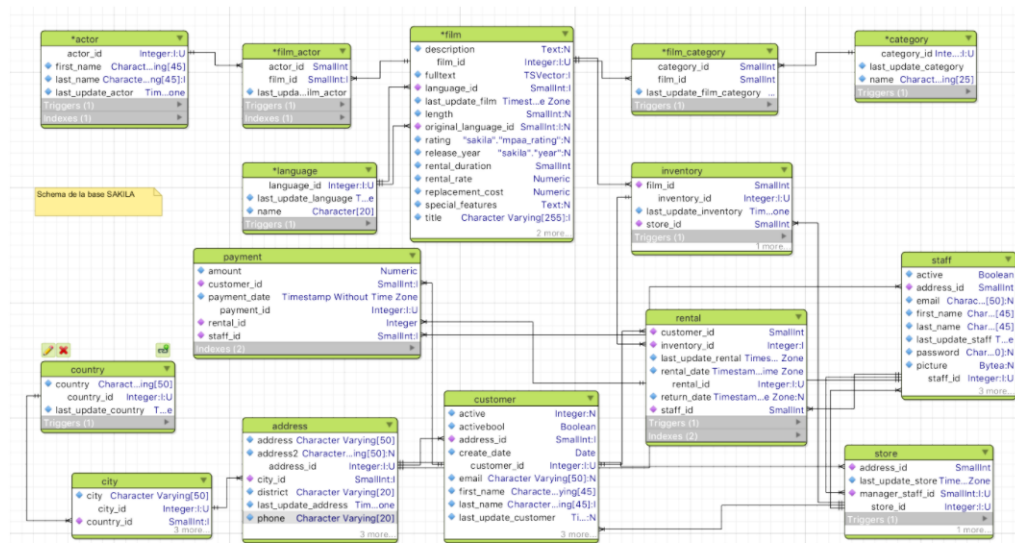 *actor
actor_id Integer:I:U
first_name Charact...ing[45]
last_name Characte...ng[45]:I
last_update_actor Tim...one
Triggers (1)
Indexes (1)
*film_actor
actor_id SmallInt
film_id SmallInt:I
last_upda...ilm_actor
Triggers (1)
Indexes (1)
*film
description Text:N
film_id Integer:I:U
fulltext TSVector:I
language_id SmallInt:I
last_update_film Timest...e Zone
length SmallInt:N
original_language_id SmallInt:I:N
rating "sakila"."mpaa_rating":N
release_year "sakila"."year":N
rental_duration SmallInt
rental_rate Numeric
replacement_cost Numeric
special_features Text:N
title Character Varying[255]:I
2 more...
*film_category
category_id SmallInt
film_id SmallInt
last_update_film_category ...
Triggers (1)
*category
category_id Inte...:I:U
last_update_category
name Charact...ing[25]
Triggers (1)
*language
language_id Integer:I:U
last_update_language T...e
name Character[20]
Triggers (1)
Schema de la base SAKILA
inventory
film_id SmallInt
inventory_id Integer:I:U
last_update_inventory Tim...one
store_id SmallInt
Triggers (1)
1 more...
payment
amount Numeric
customer_id SmallInt:I
payment_date Timestamp Without Time Zone
payment_id Integer:I:U
rental_id Integer
staff_id SmallInt:I
Indexes (2)
staff
active Boolean
address_id SmallInt
email Charac...[50]:N
first_name Char...[45]
last_name Char...[45]
last_update_staff T...e
password Char...0]:N
picture Bytea:N
staff_id Integer:I:U
3 more...
rental
customer_id SmallInt
inventory_id Integer:I
last_update_rental Times... Zone
rental_date Timestam...ime Zone
rental_id Integer:I:U
return_date Timestam...e Zone:N
staff_id SmallInt
Triggers (1)
Indexes (2)
country
country Charact...ing[50]
country_id Integer:I:U
last_update_country T...e
Triggers (1)
customer
active Integer:N
activebool Boolean
address_id SmallInt:I
create_date Date
customer_id Integer:I:U
email Character Varying[50]:N
first_name Characte...ying[45]
last_name Character...ing[45]:I
last_update_customer Ti...:N
3 more...
address
address Character Varying[50]
address2 Character...ing[50]:N
address_id Integer:I:U
city_id SmallInt:I
district Character Varying[20]
last_update_address Tim...one
phone Character Varying[20]
3 more...
store
address_id SmallInt
last_update_store Time...Zone
manager_staff_id SmallInt:I:U
store_id Integer:I:U
Triggers (1)
1 more...
city
city Character Varying[50]
city_id Integer:I:U
country_id SmallInt:I
3 more...